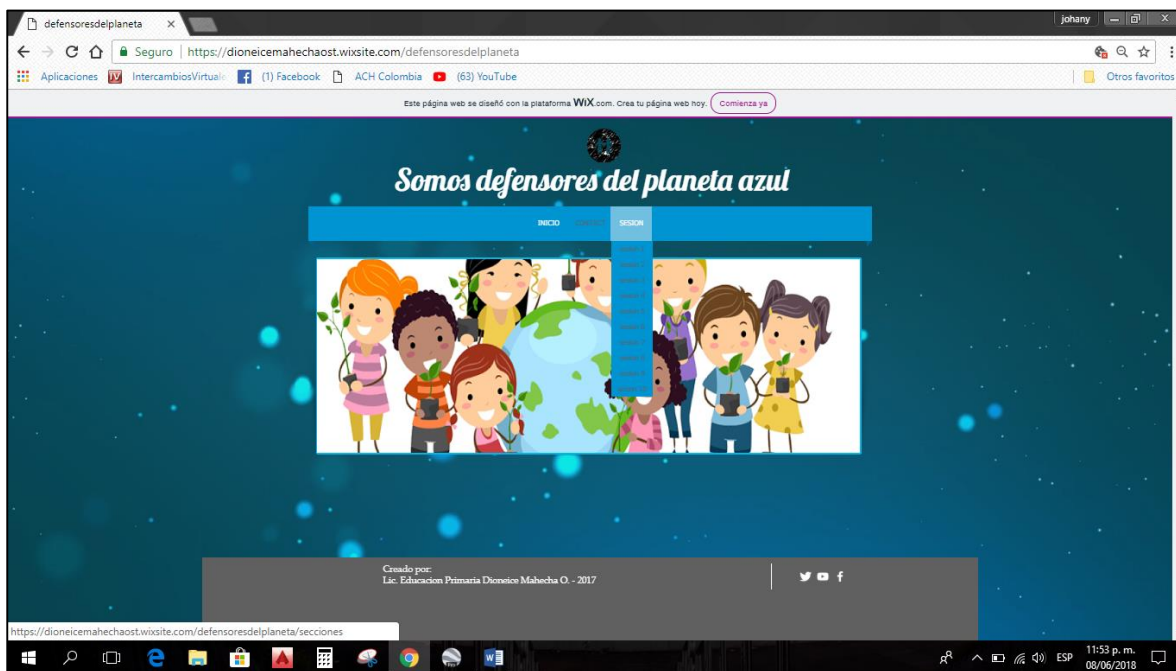 defensoresdelplaneta
johany
Seguro | https://dioneicemahechaost.wixsite.com/defensoresdelplaneta
Aplicaciones
IntercambiosVirtuale
(1) Facebook
ACH Colombia
(63) YouTube
Otros favoritos
Este página web se diseñó con la plataforma WiX.com. Crea tu página web hoy. Comienza ya
Somos defensores del planeta azul
INICIO
SESION
Creado por:
Lic. Educacion Primaria Dioneice Mahecha O. - 2017
https://dioneicemahechaost.wixsite.com/defensoresdelplaneta/secciones
ESP
11:53 p. m.
08/06/2018